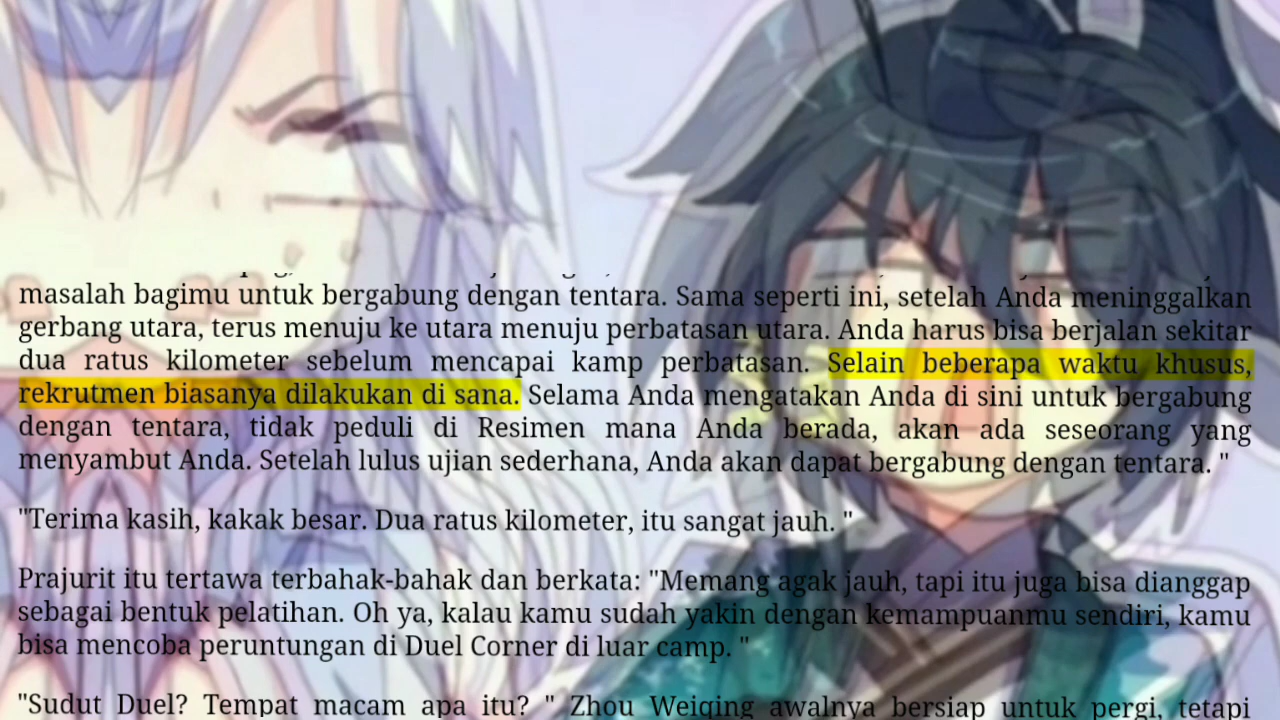 masalah bagimu untuk bergabung dengan tentara. Sama seperti ini, setelah Anda meninggalkan
gerbang utara, terus menuju ke utara menuju perbatasan utara. Anda harus bisa berjalan sekitar
dua ratus kilometer sebelum mencapai kamp perbatasan. Selain beberapa waktu khusus,
rekrutmen biasanya dilakukan di sana. Selama Anda mengatakan Anda di sini untuk bergabung
dengan tentara, tidak peduli di Resimen mana Anda berada, akan ada seseorang yang
menyambut Anda. Setelah lulus ujian sederhana, Anda akan dapat bergabung dengan tentara. "
"Terima kasih, kakak besar. Dua ratus kilometer, itu sangat jauh. "
Prajurit itu tertawa terbahak-bahak dan berkata: "Memang agak jauh, tapi itu juga bisa dianggap
sebagai bentuk pelatihan. Oh ya, kalau kamu sudah yakin dengan kemampuanmu sendiri, kamu
bisa mencoba peruntungan di Duel Corner di luar camp. "
"Sudut Duel? Tempat macam apa itu? " Zhou Weiqing awalnya bersiap untuk pergi, tetapi